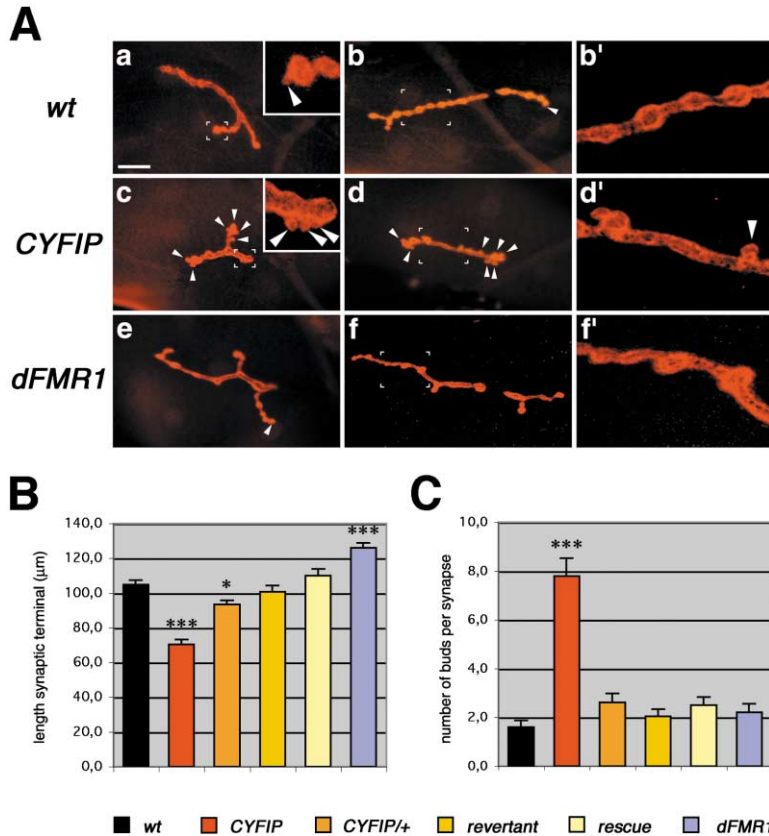 A
a
b
b'
wt
c
d
d'
CYFIP
e
f
f'
dFMR1
B
length synaptic terminal (µm)
140,0
120,0
100,0
80,0
60,0
40,0
20,0
0,0
***
*
***
C
number of buds per synapse
10,0
8,0
6,0
4,0
2,0
0,0
***
wt CYFIP CYFIP/+ revertant rescue dFMR1